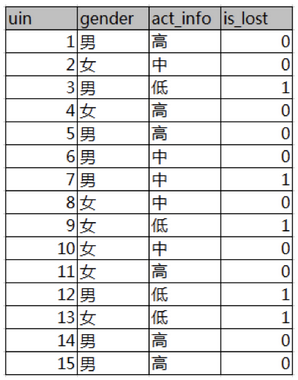 uin gender act_info is_lost
1 男 高 0
2 女 中 0
3 男 低 1
4 女 高 0
5 男 高 0
6 男 中 0
7 男 中 1
8 女 中 0
9 女 低 1
10 女 中 0
11 女 高 0
12 男 低 1
13 女 低 1
14 男 高 0
15 男 高 0